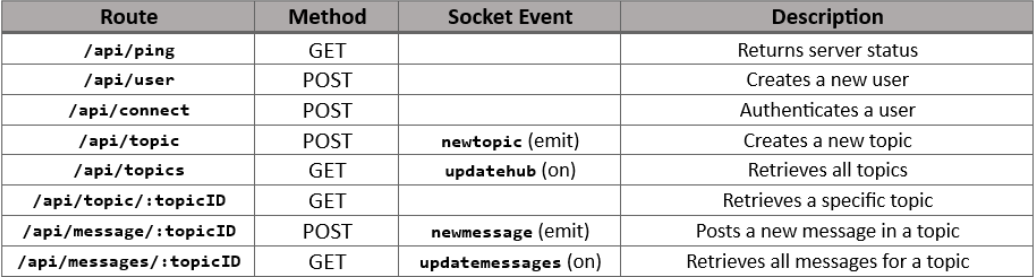 Route Method Socket Event Description
/api/ping GET Returns server status
/api/user POST Creates a new user
/api/connect POST Authenticates a user
/api/topic POST newtopic (emit) Creates a new topic
/api/topics GET updatehub (on) Retrieves all topics
/api/topic/:topicID GET Retrieves a specific topic
/api/message/:topicID POST newmessage (emit) Posts a new message in a topic
/api/messages/:topicID GET updatemessages (on) Retrieves all messages for a topic